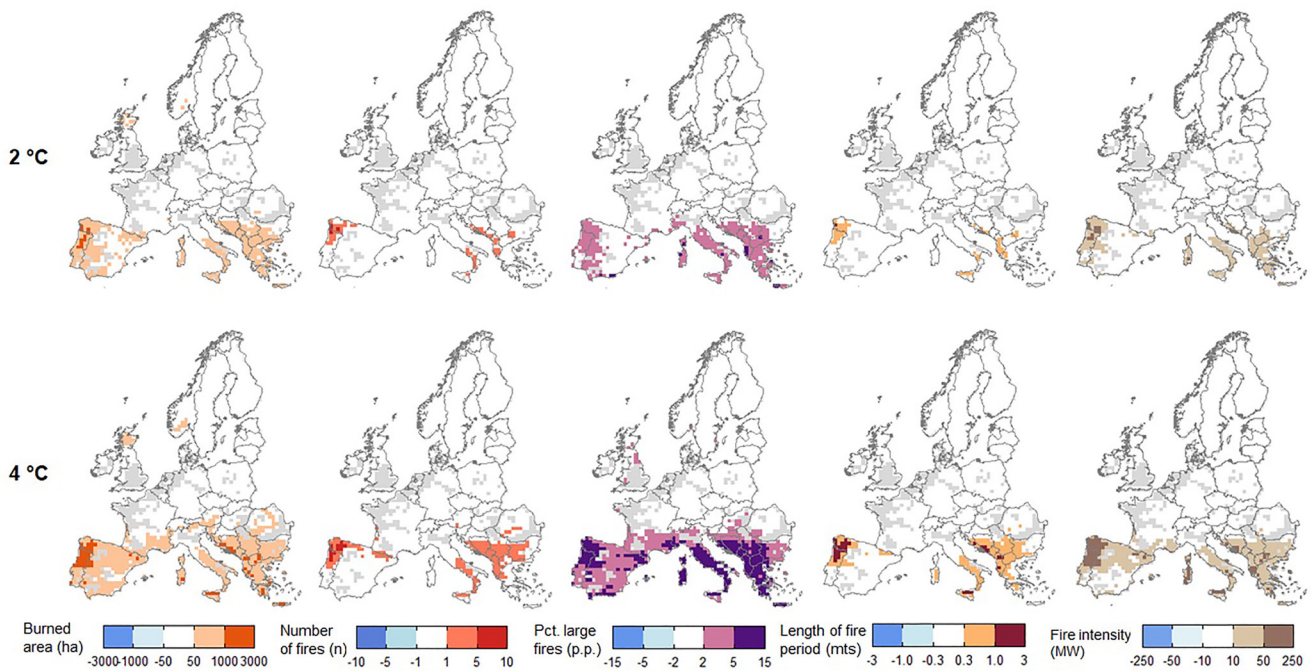 2 °C
4 °C
Burned
area (ha)
-3000 -1000 -50 50 1000 3000
Number
of fires (n)
-10 -5 -1 1 5 10
Pct. large
fires (p.p.)
-15 -5 -2 2 5 15
Length of fire
period (mts)
-3 -1.0 -0.3 0.3 1.0 3
Fire intensity
(MW)
-250 -50 -10 10 50 250